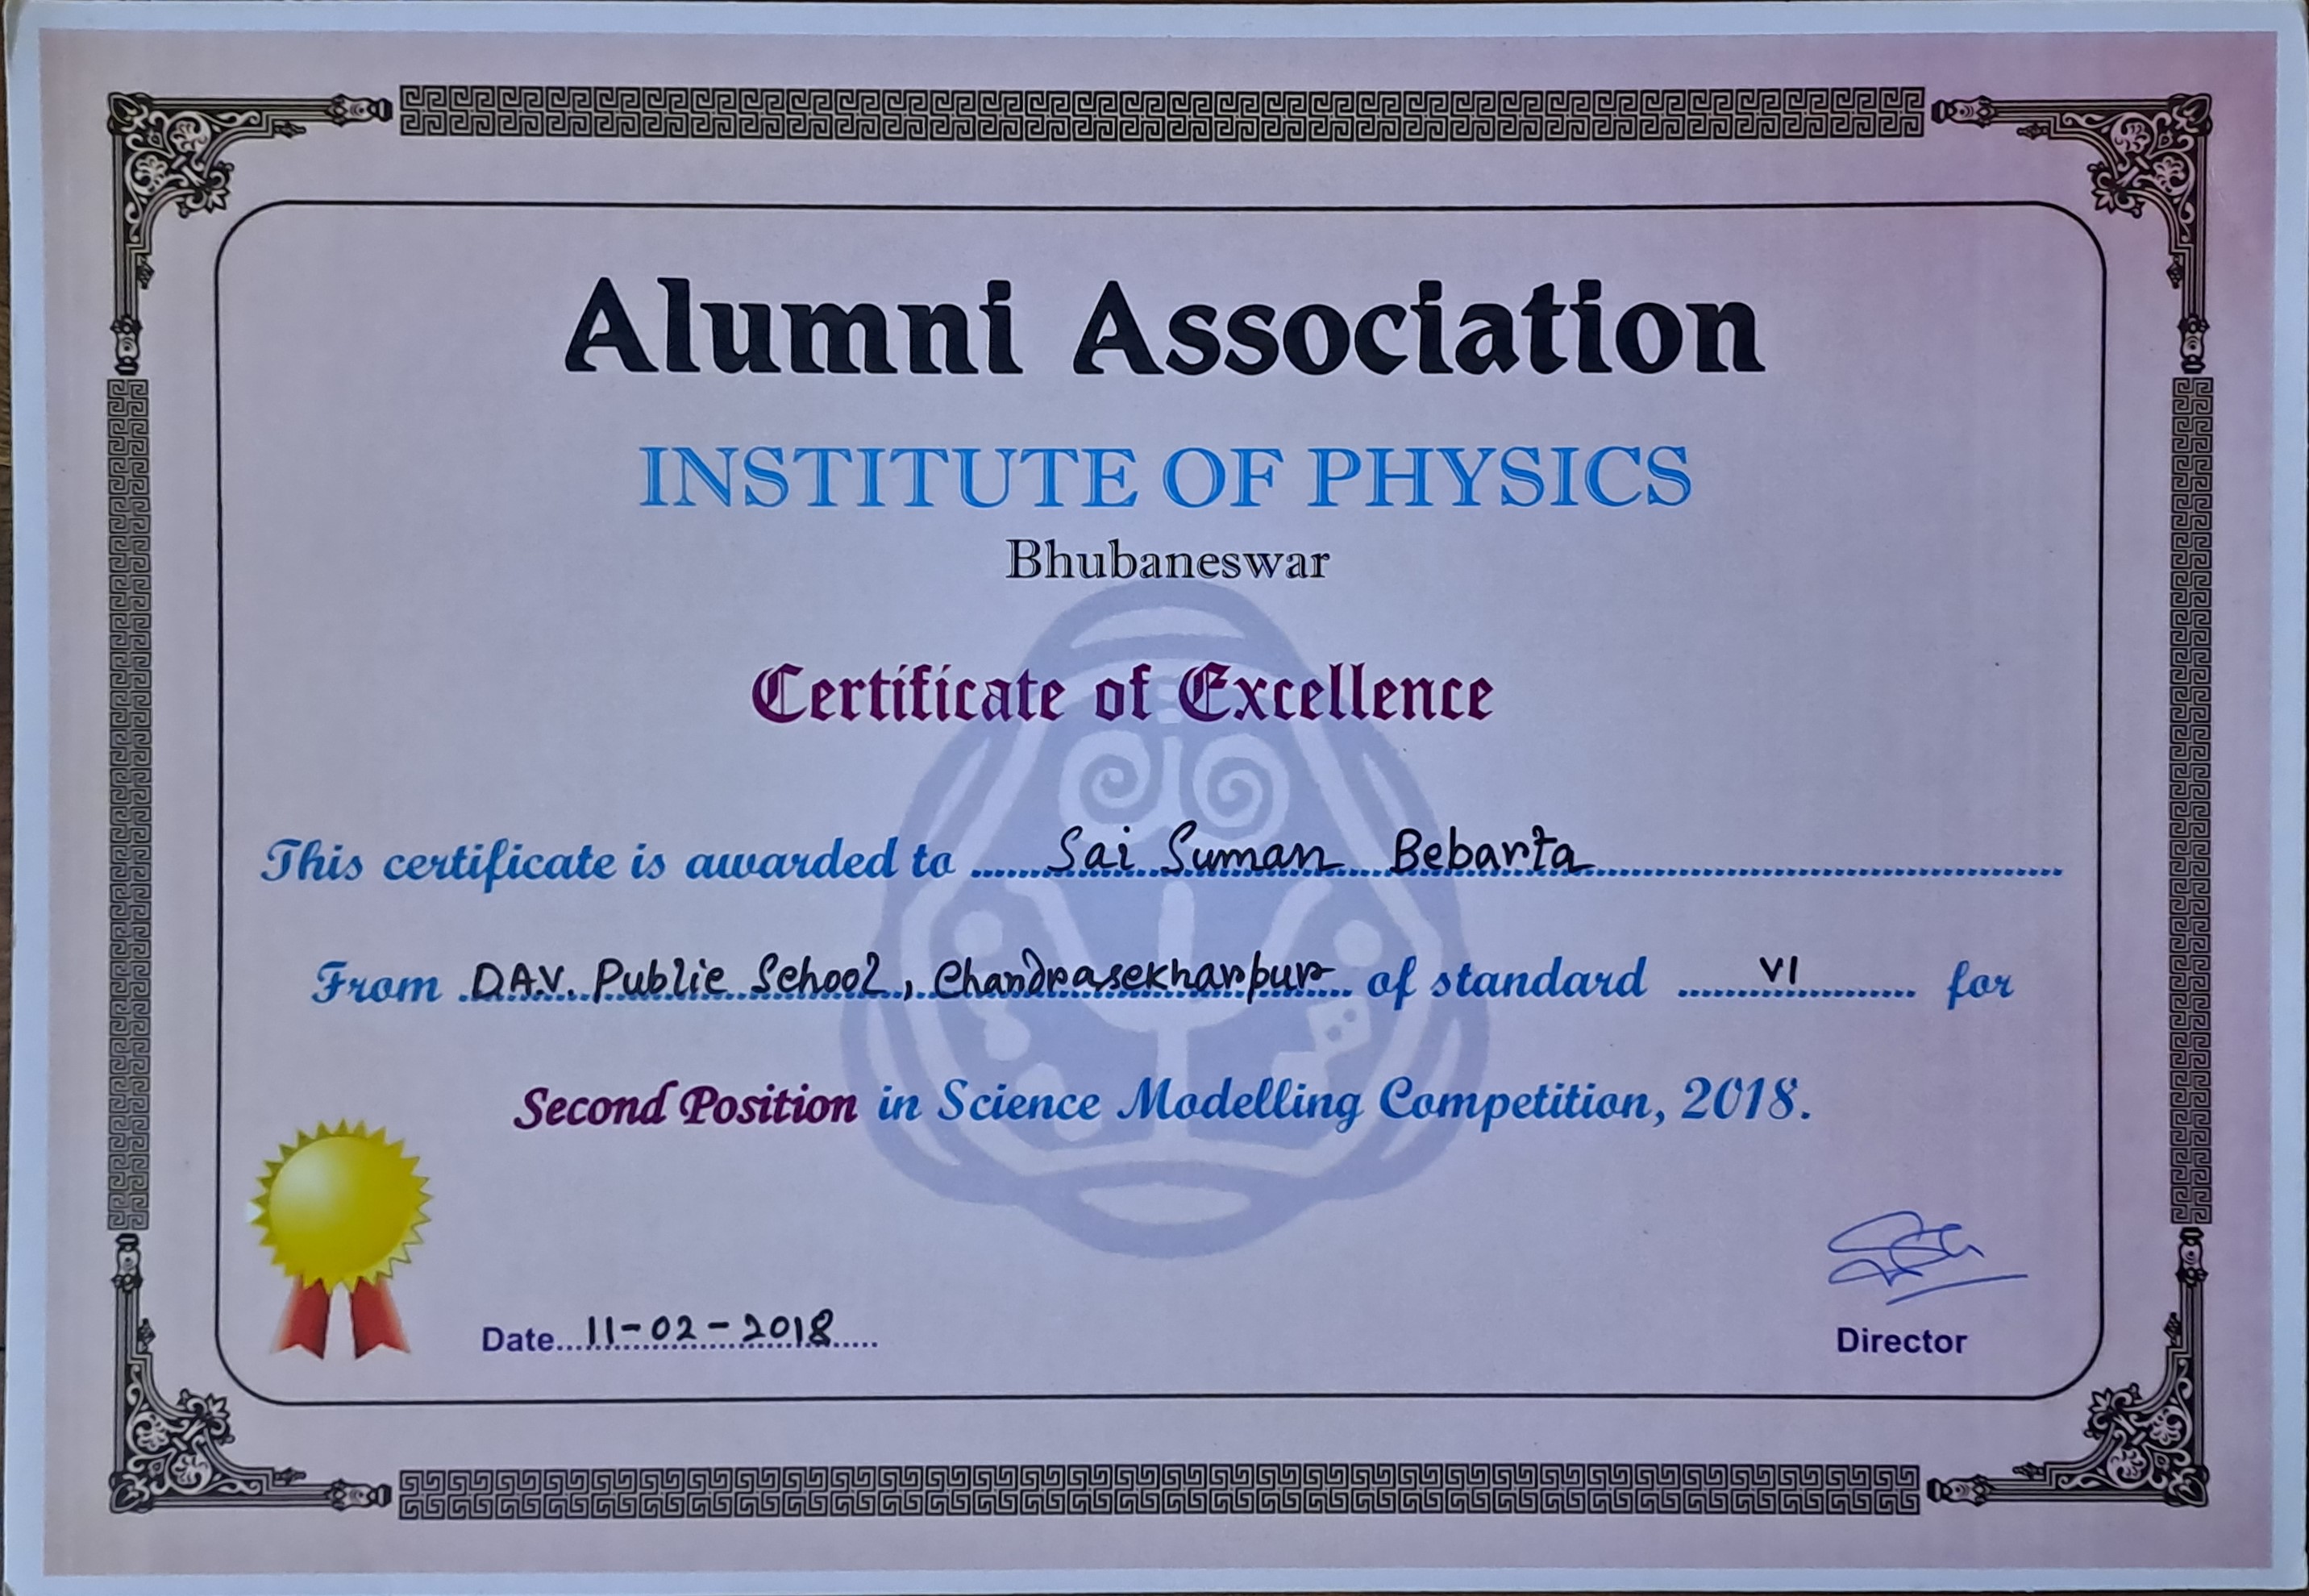 Alumni Association
INSTITUTE OF PHYSICS
Bhubaneswar
Certificate of Excellence
This certificate is awarded to ..... Sai Suman Bebarta .....
From D.A.V. Public School, Chandrasekharpur of standard ..... VI ..... for
Second Position in Science Modelling Competition, 2018.
Date... 11-02-2018 .....
Director